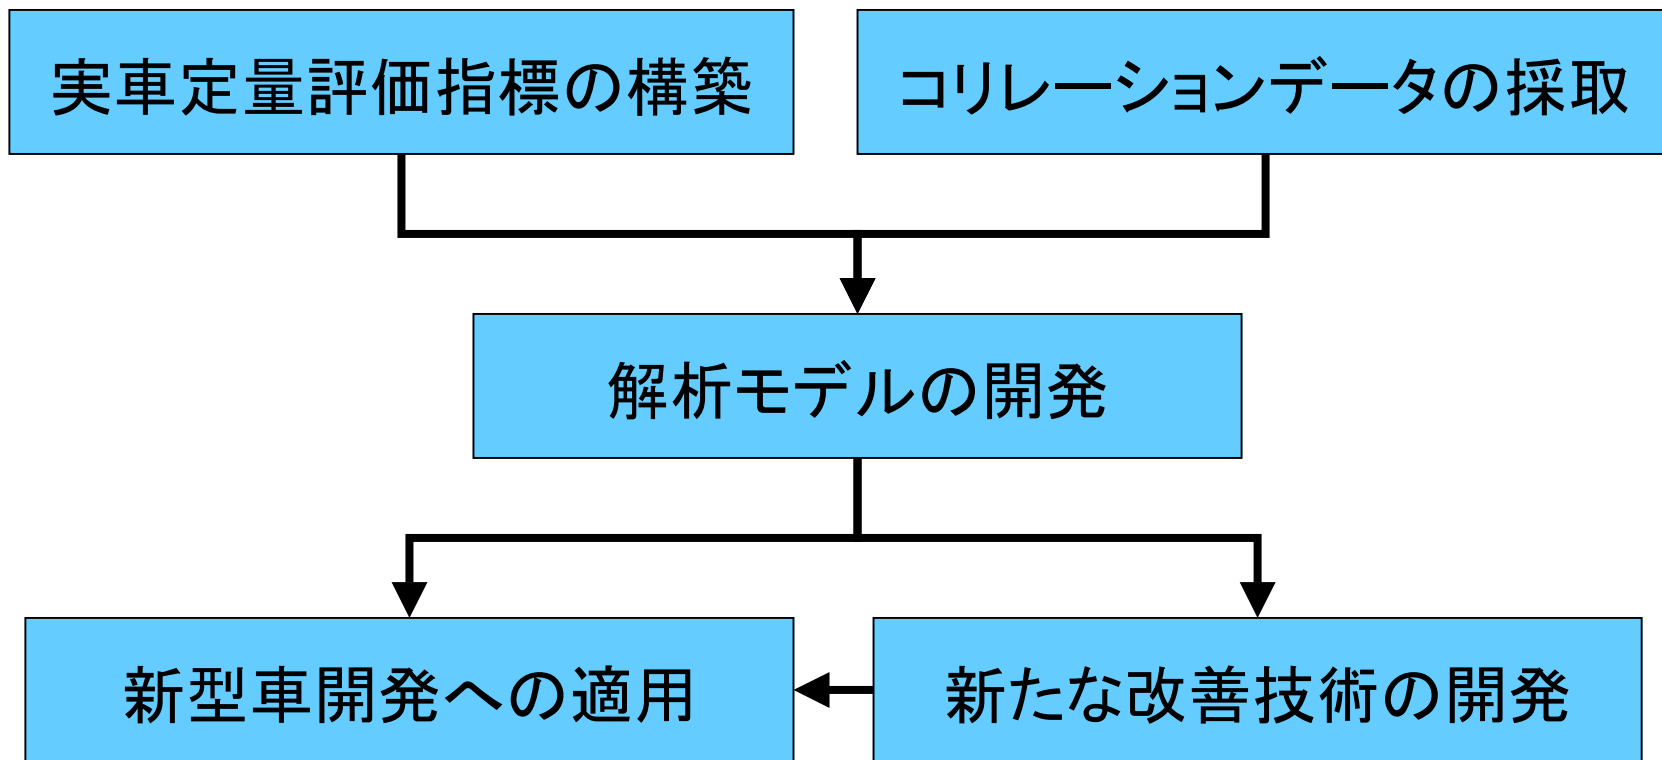 実車定量評価指標の構築
コリレーションデータの採取
解析モデルの開発
新型車開発への適用
新たな改善技術の開発